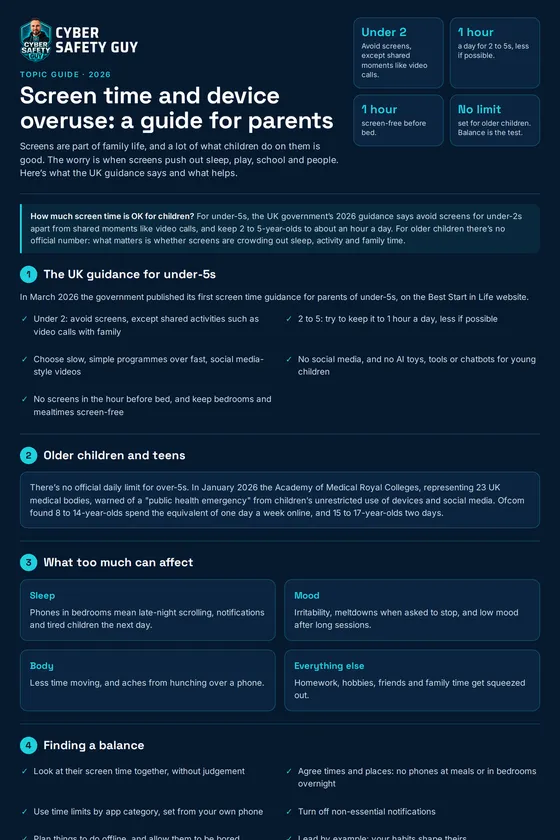 CYBER
SAFETY
GUY
CYBER
SAFETY GUY
TOPIC GUIDE · 2026
Screen time and device
overuse: a guide for parents
Screens are part of family life, and a lot of what children do on them is
good. The worry is when screens push out sleep, play, school and people.
Here's what the UK guidance says and what helps.
Under 2
Avoid screens,
except shared
moments like video
calls.
1 hour
a day for 2 to 5s, less
if possible.
1 hour
screen-free before
bed.
No limit
set for older children.
Balance is the test.
How much screen time is OK for children? For under-5s, the UK government's 2026 guidance says avoid screens for under-2s
apart from shared moments like video calls, and keep 2 to 5-year-olds to about an hour a day. For older children there's no
official number: what matters is whether screens are crowding out sleep, activity and family time.
1 The UK guidance for under-5s
In March 2026 the government published its first screen time guidance for parents of under-5s, on the Best Start in Life website.
✓ Under 2: avoid screens, except shared activities such as
video calls with family
✓ 2 to 5: try to keep it to 1 hour a day, less if possible
✓ Choose slow, simple programmes over fast, social media-
style videos
✓ No social media, and no AI toys, tools or chatbots for young
children
✓ No screens in the hour before bed, and keep bedrooms and
mealtimes screen-free
2 Older children and teens
There's no official daily limit for over-5s. In January 2026 the Academy of Medical Royal Colleges, representing 23 UK
medical bodies, warned of a "public health emergency" from children's unrestricted use of devices and social media. Ofcom
found 8 to 14-year-olds spend the equivalent of one day a week online, and 15 to 17-year-olds two days.
3 What too much can affect
Sleep
Phones in bedrooms mean late-night scrolling, notifications
and tired children the next day.
Mood
Irritability, meltdowns when asked to stop, and low mood
after long sessions.
Body
Less time moving, and aches from hunching over a phone.
Everything else
Homework, hobbies, friends and family time get squeezed
out.
4 Finding a balance
✓ Look at their screen time together, without judgement
✓ Agree times and places: no phones at meals or in bedrooms
overnight
✓ Use time limits by app category, set from your own phone
✓ Turn off non-essential notifications
✓ Plan things to do offline, and allow them to be bored
✓ Lead by example: your habits shape theirs